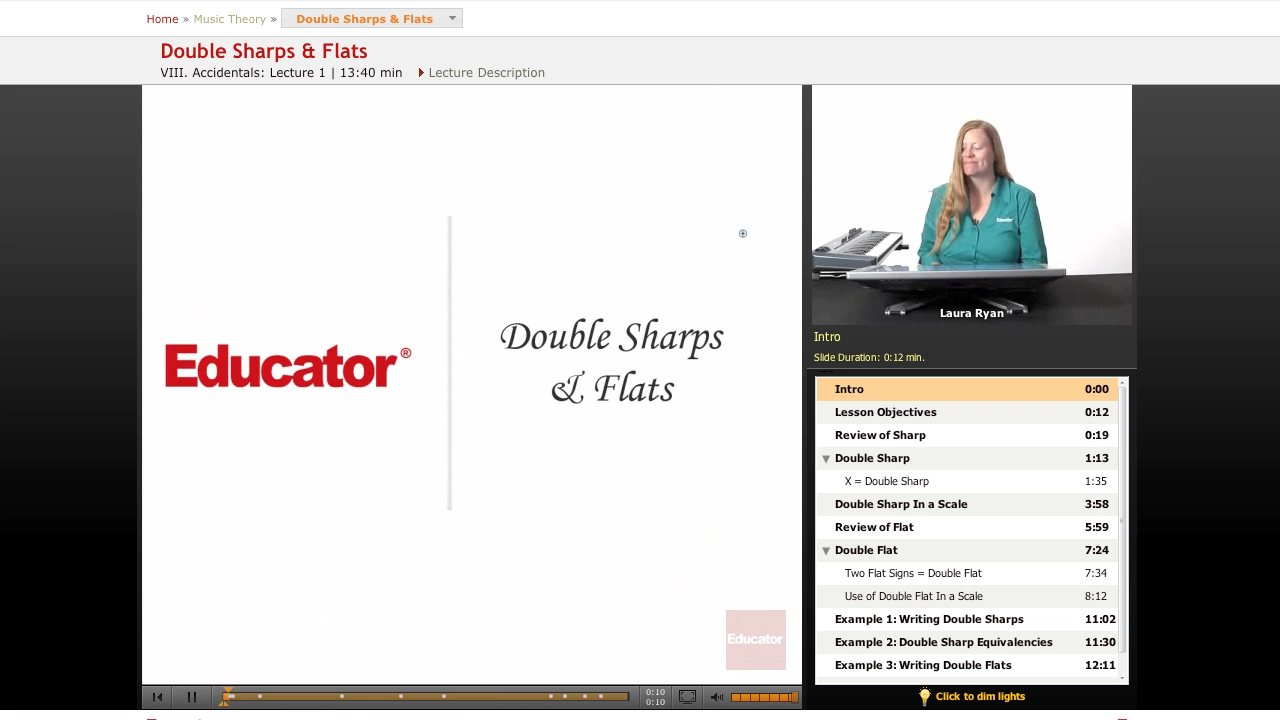 Home » Music Theory » Double Sharps & Flats
Double Sharps & Flats
VIII. Accidentals: Lecture 1 | 13:40 min Lecture Description
Educator®
Double Sharps
& Flats
Educator
Educator
Laura Ryan
Intro
Slide Duration: 0:12 min.
Intro 0:00
Lesson Objectives 0:12
Review of Sharp 0:19
Double Sharp 1:13
X = Double Sharp 1:35
Double Sharp In a Scale 3:58
Review of Flat 5:59
Double Flat 7:24
Two Flat Signs = Double Flat 7:34
Use of Double Flat In a Scale 8:12
Example 1: Writing Double Sharps 11:02
Example 2: Double Sharp Equivalencies 11:30
Example 3: Writing Double Flats 12:11
0:10
0:10
Click to dim lights